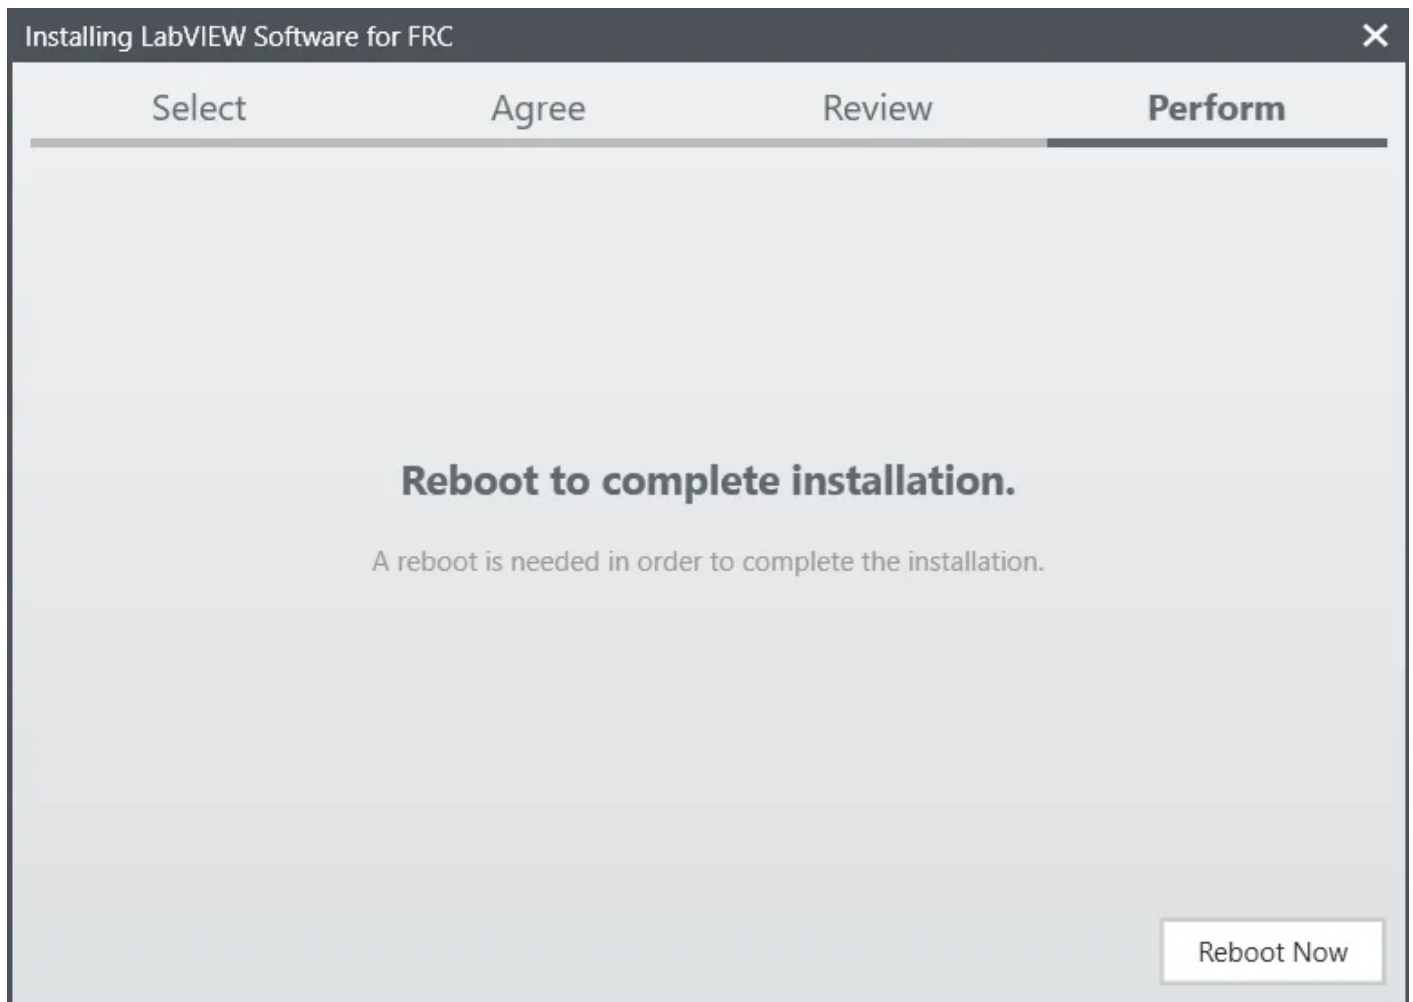 Installing LabVIEW Software for FRC
Select Agree Review Perform
Reboot to complete installation.
A reboot is needed in order to complete the installation.
Reboot Now